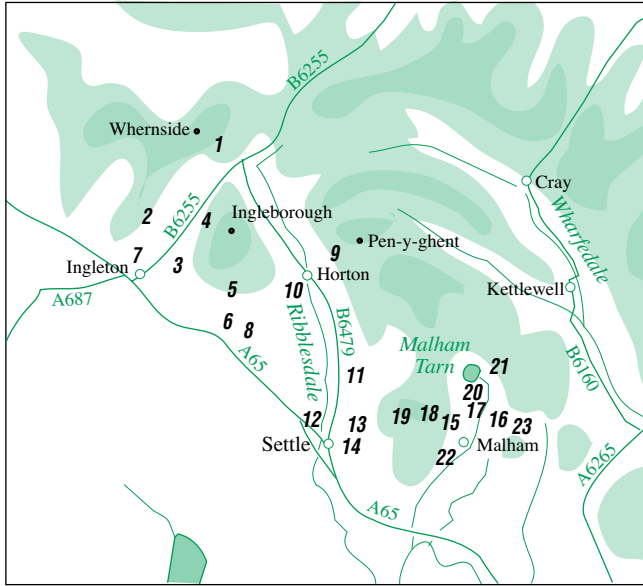 B6255
Whernside
1
Cray
2
4
B6255
Ingleborough
Wharfedale
7
3
9
Pen-y-ghent
Ingleton
Horton
5
10
Kettlewell
A687
6
8
Ribblesdale
B6479
A65
Malham
Tarn
21
B6160
11
20
12
13
19
18
15
17
16
23
Settle
14
22
Malham
A6265
A65